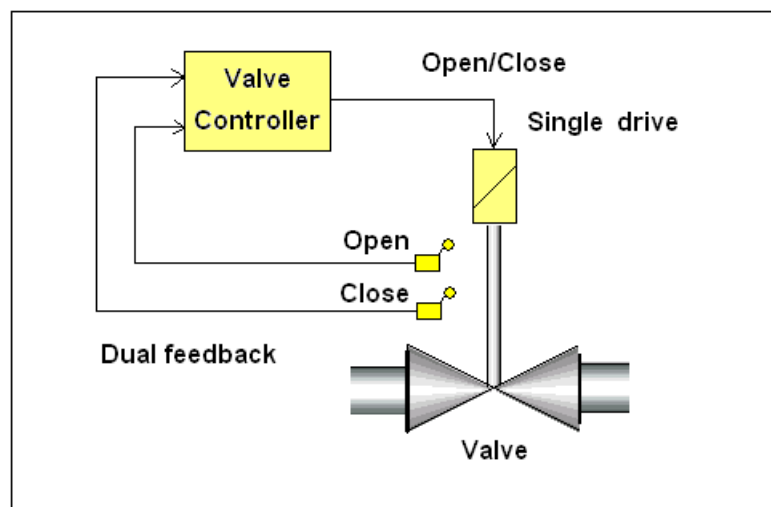 Valve
Controller
Open/Close
Single drive
Open
Close
Dual feedback
Valve